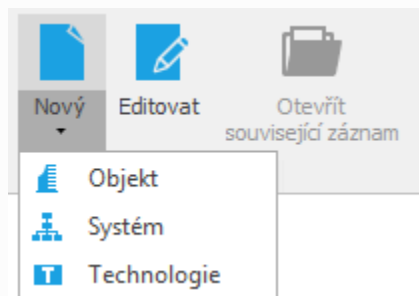 Nový
Editovat
Otevřít
související záznam
Objekt
Systém
T
Technologie